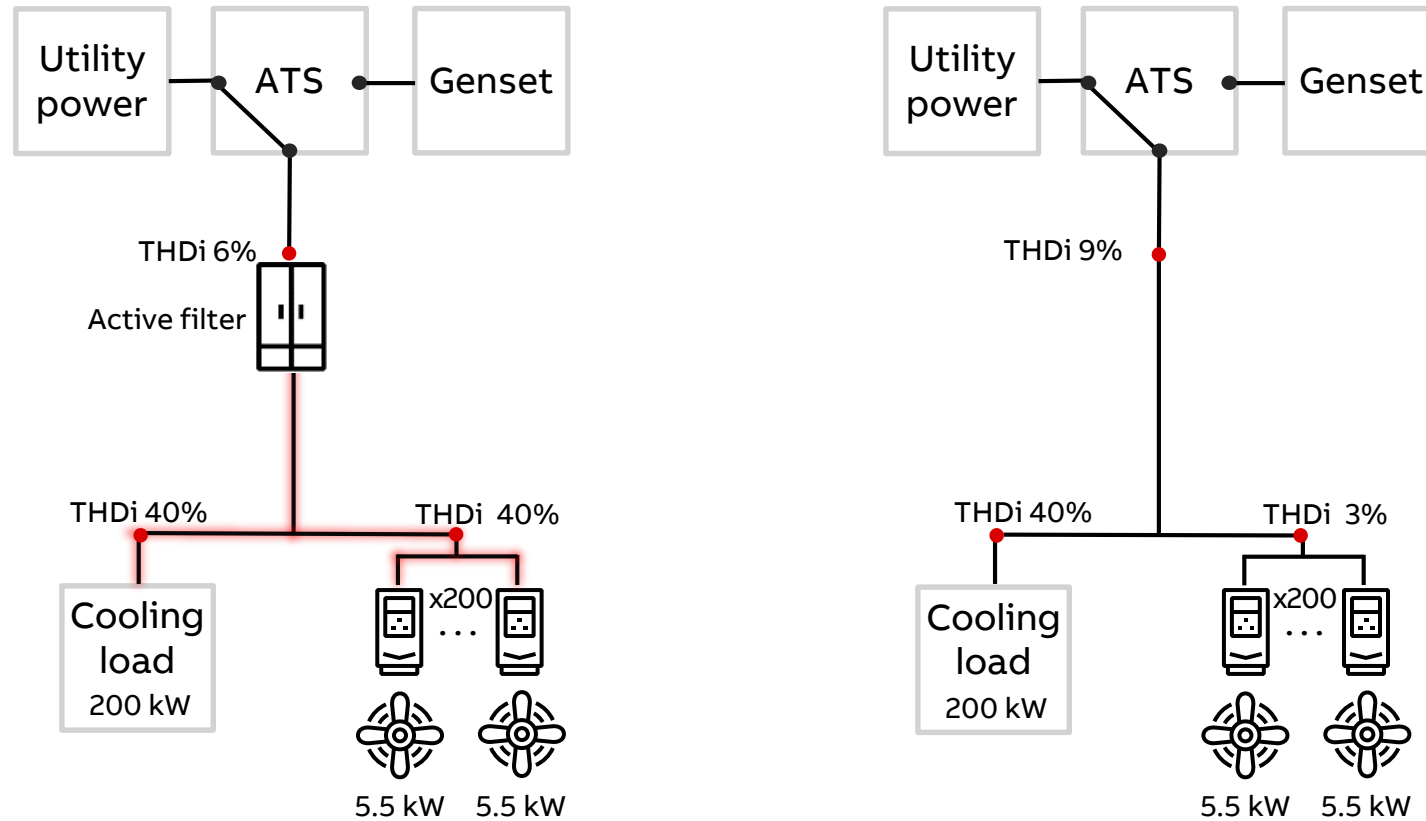 Utility
power
ATS
Genset
THDi 6%
Active filter
THDi 40%
THDi 40%
Cooling
load
200 kW
x200
...
5.5 kW
5.5 kW
Utility
power
ATS
Genset
THDi 9%
THDi 40%
THDi 3%
Cooling
load
200 kW
x200
...
5.5 kW
5.5 kW